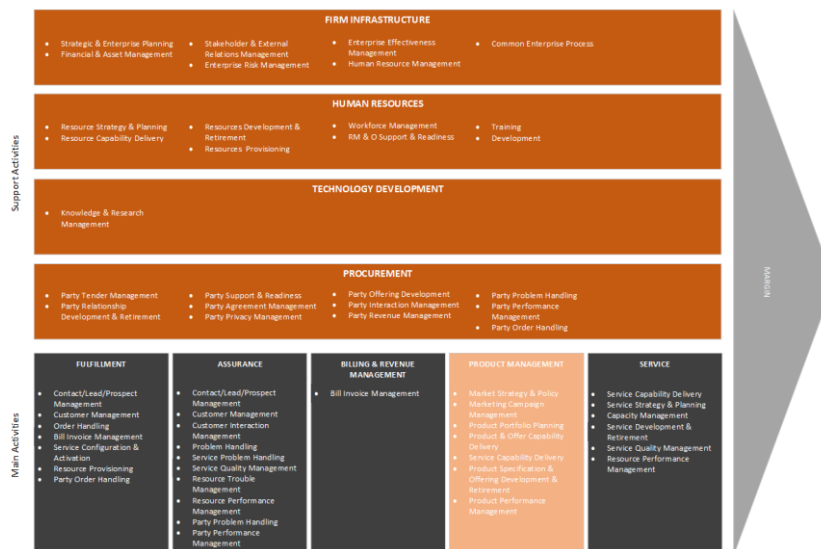 FIRM INFRASTRUCTURE
• Strategic & Enterprise Planning
• Financial & Asset Management
• Stakeholder & External
Relations Management
• Enterprise Risk Management
• Enterprise Effectiveness
Management
• Human Resource Management
• Common Enterprise Process
Support Activities
HUMAN RESOURCES
• Resource Strategy & Planning
• Resource Capability Delivery
• Resources Development &
Retirement
• Resources Provisioning
• Workforce Management
• RM & O Support & Readiness
• Training
• Development
TECHNOLOGY DEVELOPMENT
• Knowledge & Research
Management
PROCUREMENT
• Party Tender Management
• Party Relationship
Development & Retirement
• Party Support & Readiness
• Party Agreement Management
• Party Privacy Management
• Party Offering Development
• Party Interaction Management
• Party Revenue Management
• Party Problem Handling
• Party Performance
Management
• Party Order Handling
MARGIN
Main Activities
FULFILLMENT
• Contact/Lead/Prospect
Management
• Customer Management
• Order Handling
• Bill Invoice Management
• Service Configuration &
Activation
• Resource Provisioning
• Party Order Handling
ASSURANCE
• Contact/Lead/Prospect
Management
• Customer Management
• Customer Interaction
Management
• Problem Handling
• Service Problem Handling
• Service Quality Management
• Resource Trouble
Management
• Resource Performance
Management
• Party Problem Handling
• Party Performance
Management
BILLING & REVENUE
MANAGEMENT
• Bill Invoice Management
PRODUCT MANAGEMENT
• Market Strategy & Policy
• Marketing Campaign
Management
• Product Portfolio Planning
• Product & Offer Capability
Delivery
• Service Capability Delivery
• Product Specification &
Offering Development &
Retirement
• Product Performance
Management
SERVICE
• Service Capability Delivery
• Service Strategy & Planning
• Capacity Management
• Service Development &
Retirement
• Service Quality Management
• Resource Performance
Management